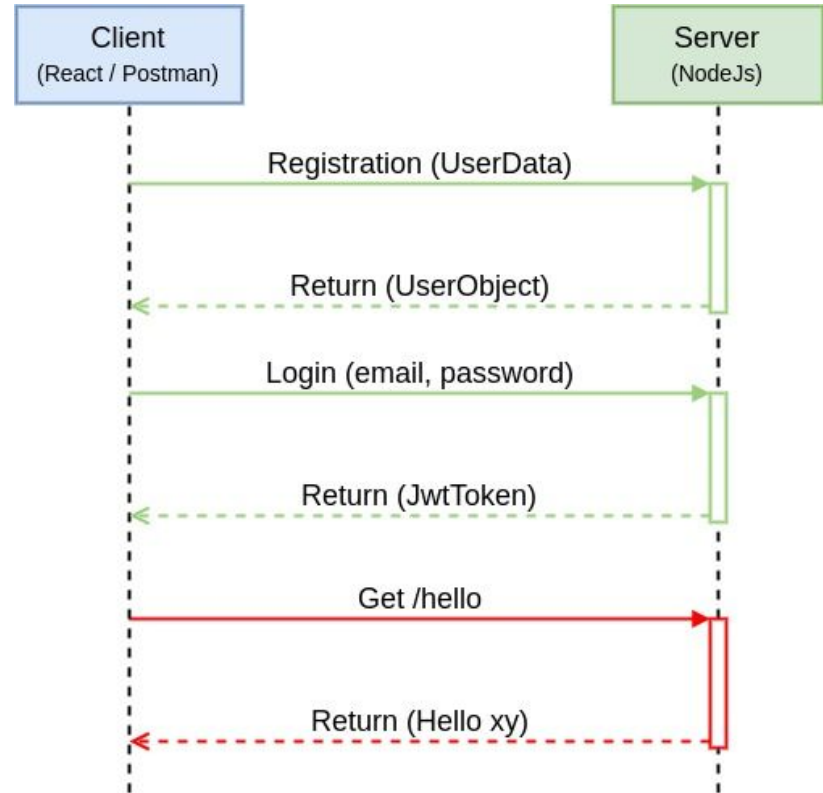 Client
(React / Postman)
Server
(NodeJs)
Registration (UserData)
Return (UserObject)
Login (email, password)
Return (JwtToken)
Get /hello
Return (Hello xy)